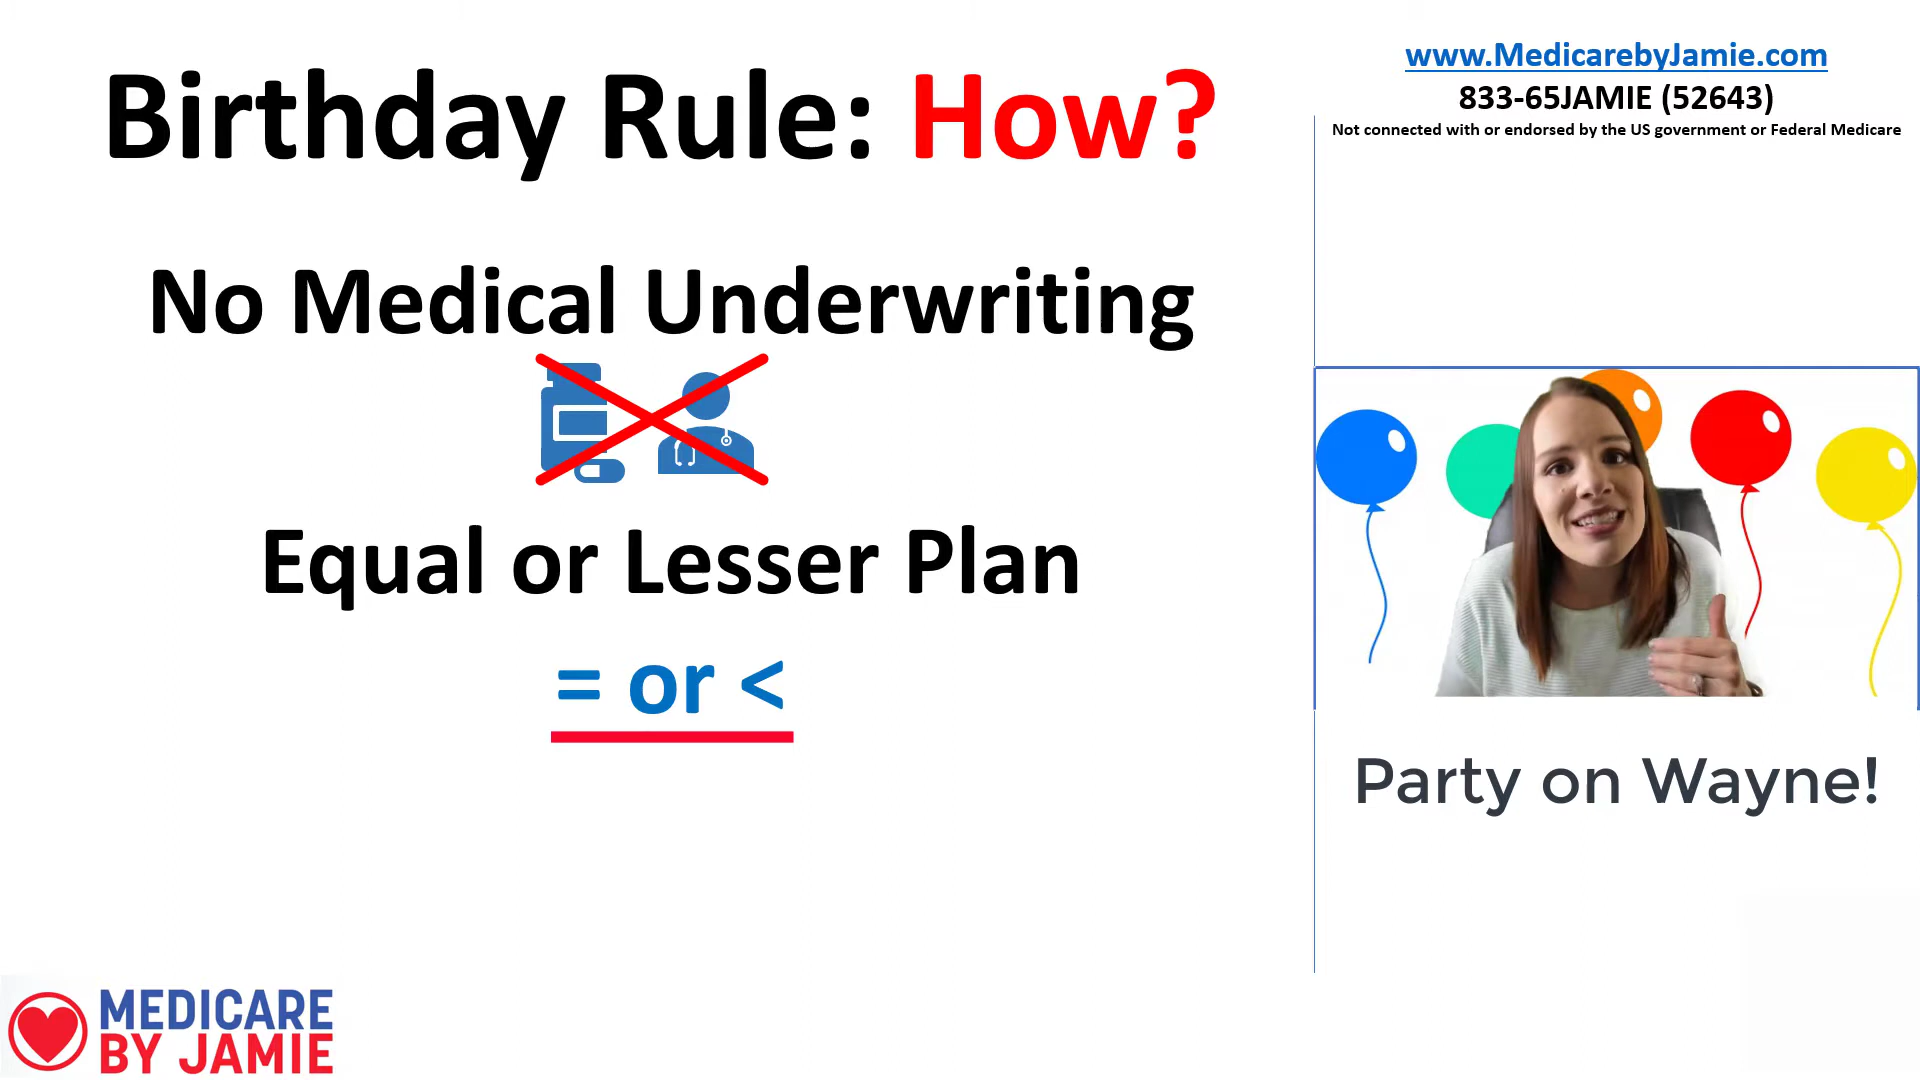 Birthday Rule: How?
No Medical Underwriting
Equal or Lesser Plan
= or <
www.MedicarebyJamie.com
833-65JAMIE (52643)
Not connected with or endorsed by the US government or Federal Medicare
Party on Wayne!
MEDICARE
BY JAMIE